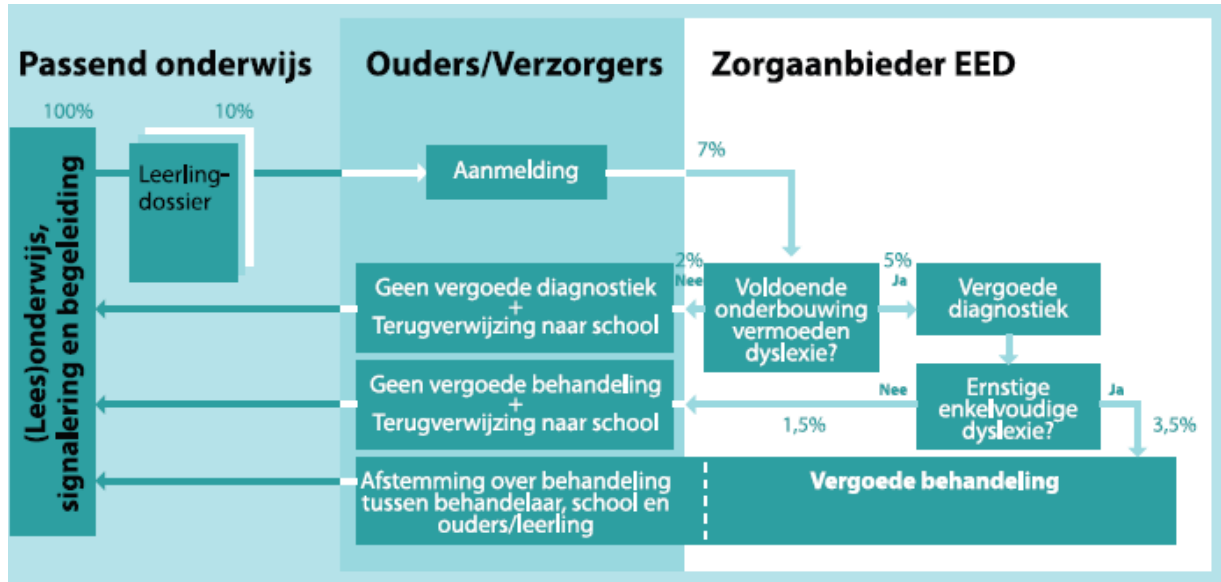 Passend onderwijs
Ouders/Verzorgers
Zorgaanbieder EED
100%
10%
(Lees)onderwijs,
signalering en begeleiding
Leerling-
dossier
Aanmelding
7%
Geen vergoede diagnostiek
+
Terugverwijzing naar school
2%
Nee
Voldoende
onderbouwing
vermoeden
dyslexie?
5%
Ja
Vergoede
diagnostiek
Geen vergoede behandeling
+
Terugverwijzing naar school
Nee
1,5%
Ernstige
enkelvoudige
dyslexie?
Ja
3,5%
Afstemming over behandeling
tussen behandelaar, school en
ouders/leerling
Vergoede behandeling